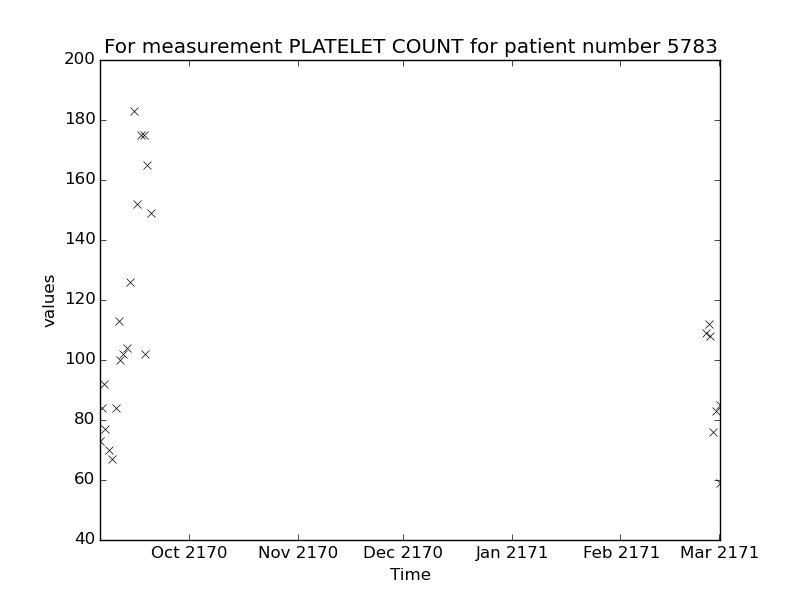 For measurement PLATELET COUNT for patient number 5783
200
180
160
140
120
100
80
60
40
values
Oct 2170 Nov 2170 Dec 2170 Jan 2171 Feb 2171 Mar 2171
Time